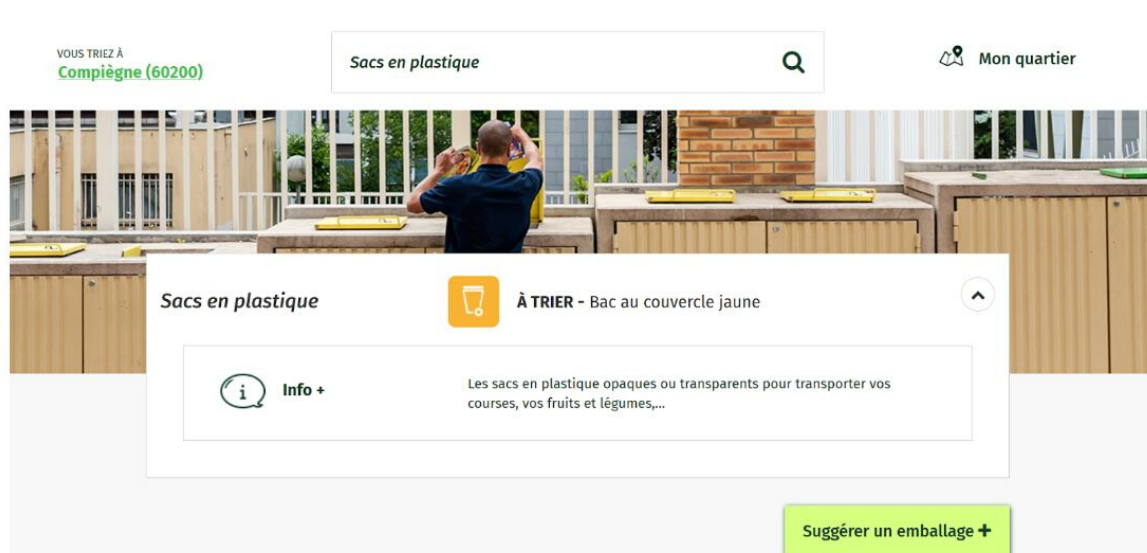 VOUS TRIEZ À
Compiègne (60200)
Sacs en plastique
Mon quartier
Sacs en plastique
À TRIER - Bac au couvercle jaune
Info +
Les sacs en plastique opaques ou transparents pour transporter vos
courses, vos fruits et légumes,...
Suggérer un emballage +